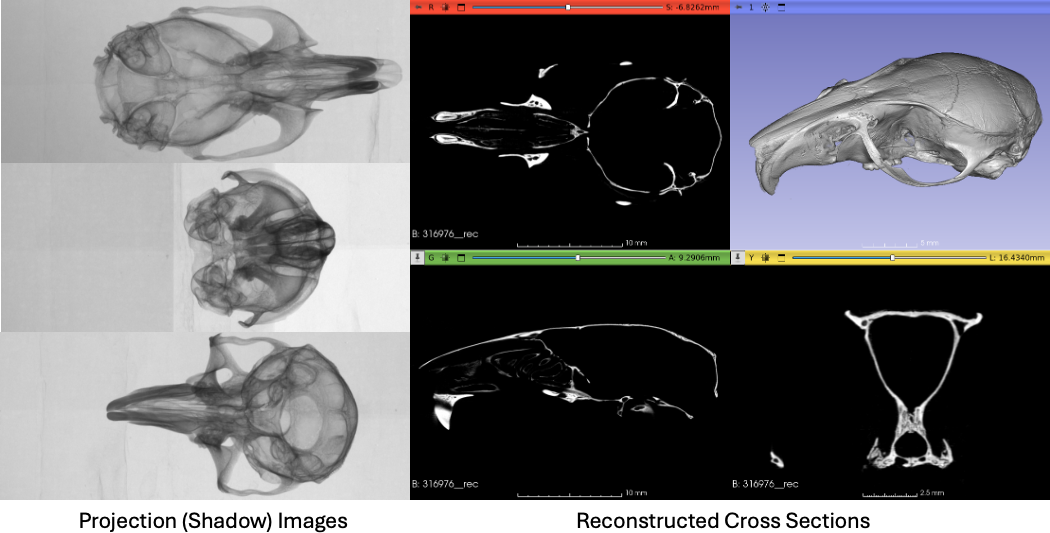 R
S: -6.8262mm
1
B: 316976__rec
10 mm
5 mm
G
A: 9.2906mm
Y
L: 16.4340mm
B: 316976__rec
10 mm
B: 316976__rec
2.5 mm
Projection (Shadow) Images
Reconstructed Cross Sections